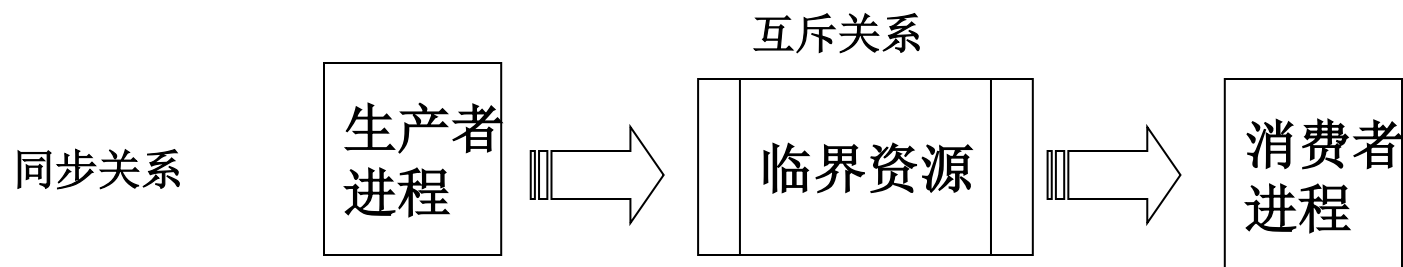 互斥关系
同步关系
生产者
进程
临界资源
消费者
进程